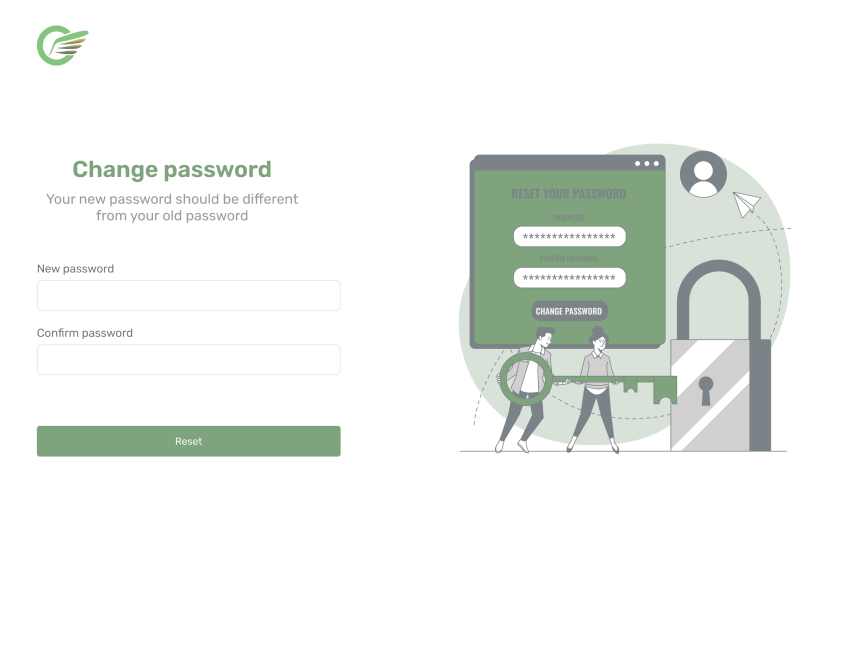 Change password
Your new password should be different
from your old password
New password
Confirm password
Reset
RESET YOUR PASSWORD
PASSWORD
****************
CONFIRM PASSWORD
****************
CHANGE PASSWORD